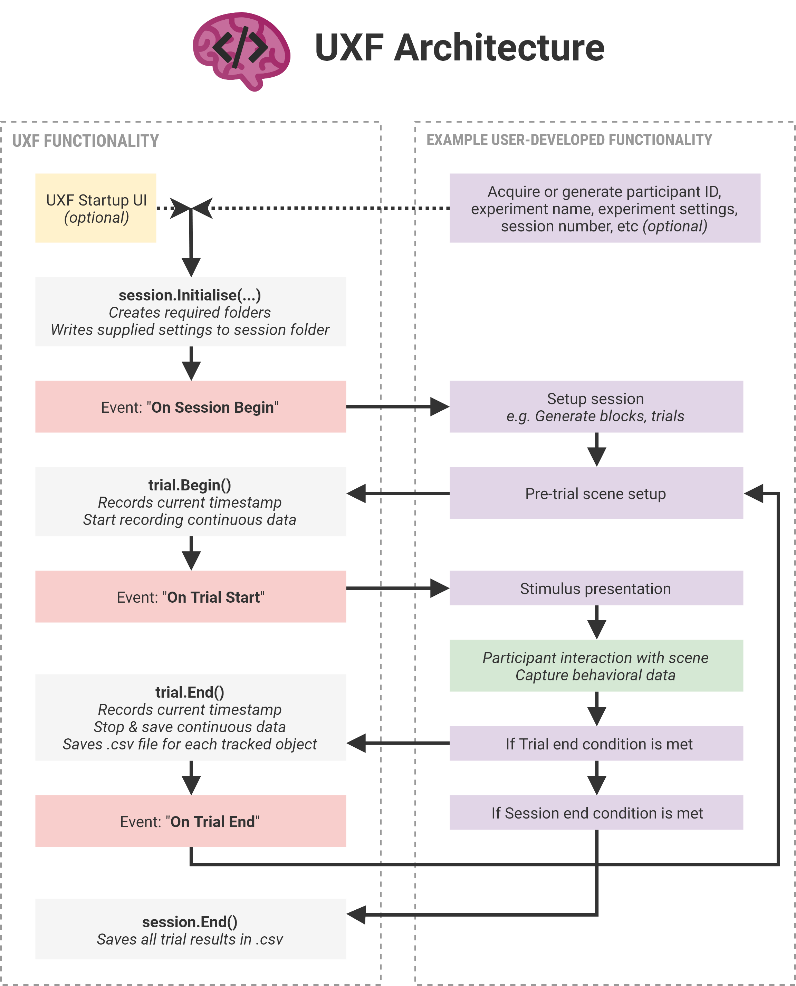 </>
UXF Architecture
UXF FUNCTIONALITY
EXAMPLE USER-DEVELOPED FUNCTIONALITY
UXF Startup UI
(optional)
Acquire or generate participant ID,
experiment name, experiment settings,
session number, etc (optional)
session.Initialise(...)
Creates required folders
Writes supplied settings to session folder
Event: "On Session Begin"
Setup session
e.g. Generate blocks, trials
trial.Begin()
Records current timestamp
Start recording continuous data
Pre-trial scene setup
Event: "On Trial Start"
Stimulus presentation
Participant interaction with scene
Capture behavioral data
trial.End()
Records current timestamp
Stop & save continuous data
Saves .csv file for each tracked object
If Trial end condition is met
Event: "On Trial End"
If Session end condition is met
session.End()
Saves all trial results in .csv